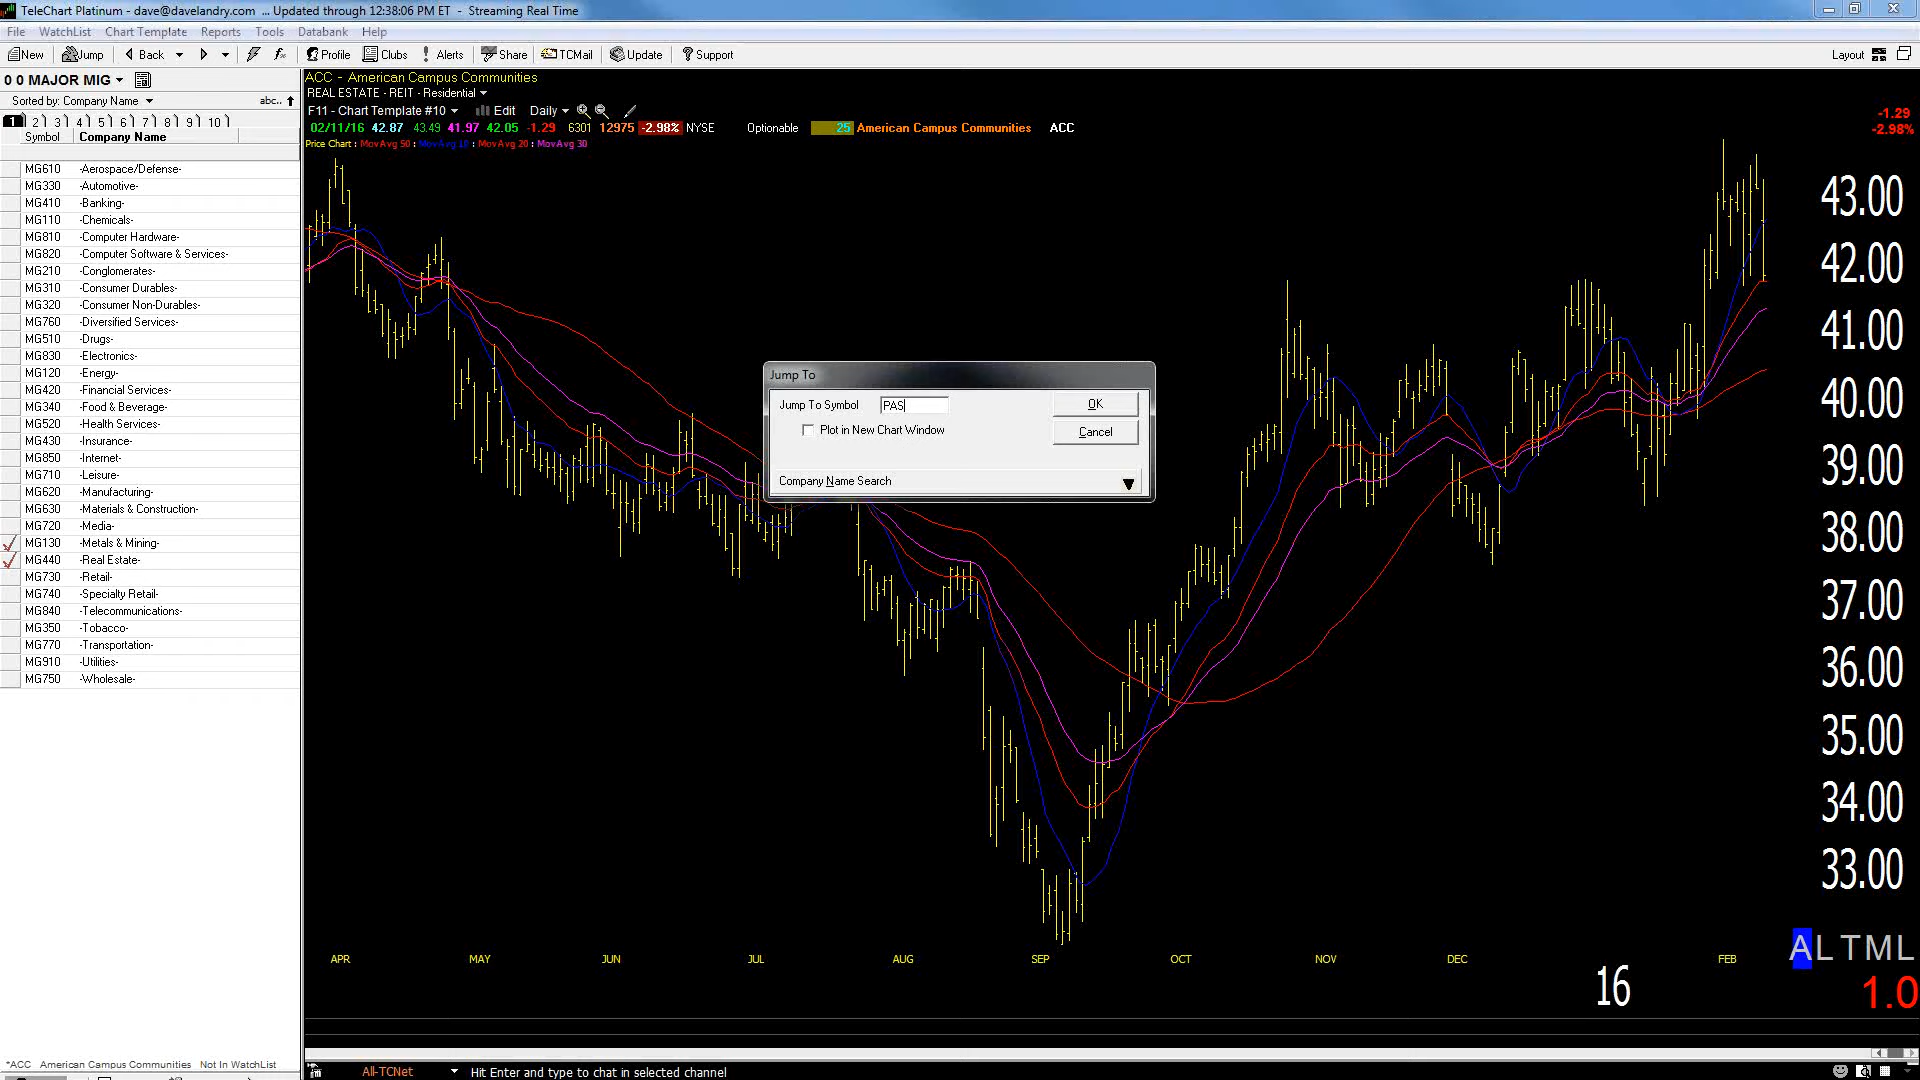 TeleChart Platinum - dave@davelandry.com ... Updated through 12:38:06 PM ET - Streaming Real Time
File WatchList Chart Template Reports Tools Databank Help
New Jump Back Profile Clubs Alerts Share TCMail Update Support Layout
0 0 MAJOR MIG
Sorted by: Company Name abc..
1 2 3 4 5 6 7 8 9 10
Symbol Company Name
MG610 -Aerospace/Defense-
MG330 -Automotive-
MG410 -Banking-
MG110 -Chemicals-
MG810 -Computer Hardware-
MG820 -Computer Software & Services-
MG210 -Conglomerates-
MG310 -Consumer Durables-
MG320 -Consumer Non-Durables-
MG760 -Diversified Services-
MG510 -Drugs-
MG830 -Electronics-
MG120 -Energy-
MG420 -Financial Services-
MG340 -Food & Beverage-
MG520 -Health Services-
MG430 -Insurance-
MG850 -Internet-
MG710 -Leisure-
MG620 -Manufacturing-
MG630 -Materials & Construction-
MG720 -Media-
MG130 -Metals & Mining-
MG440 -Real Estate-
MG730 -Retail-
MG740 -Specialty Retail-
MG840 -Telecommunications-
MG350 -Tobacco-
MG770 -Transportation-
MG910 -Utilities-
MG750 -Wholesale-
*ACC American Campus Communities Not In WatchList
ACC - American Campus Communities
REAL ESTATE - REIT - Residential
F11 - Chart Template #10 Edit Daily
02/11/16 42.87 43.49 41.97 42.05 -1.29 6301 12975 -2.98% NYSE Optionable 25 American Campus Communities ACC
Price Chart : MovAvg 50 : MovAvg 10 : MovAvg 20 : MovAvg 30
-1.29
-2.98%
Jump To
Jump To Symbol PAS OK
Plot in New Chart Window Cancel
Company Name Search
43.00
42.00
41.00
40.00
39.00
38.00
37.00
36.00
35.00
34.00
33.00
APR MAY JUN JUL AUG SEP OCT NOV DEC FEB
16
ALTML
1.0
All-TCNet Hit Enter and type to chat in selected channel